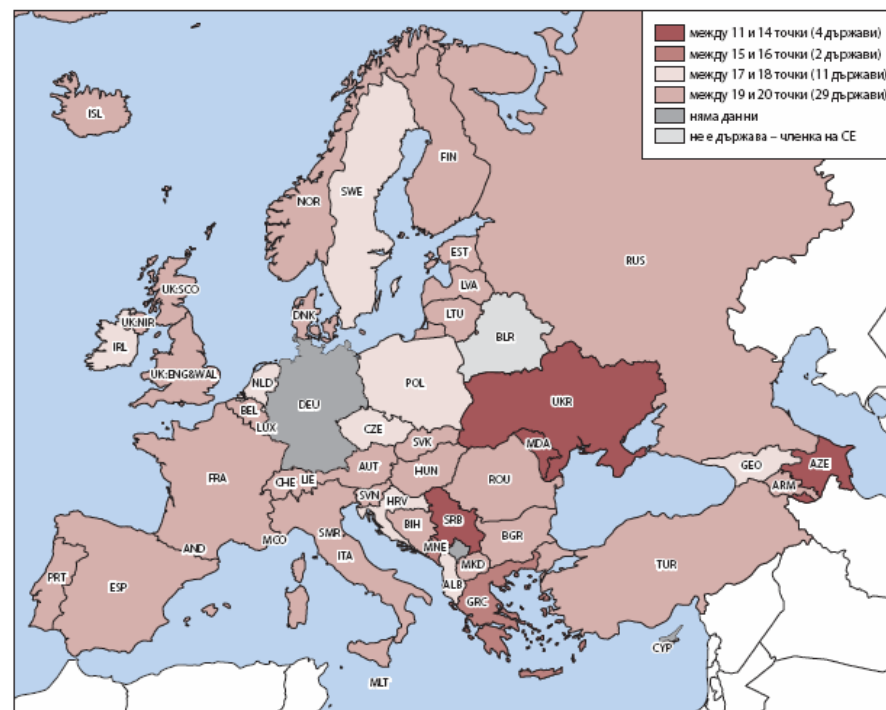 между 11 и 14 точки (4 държави)
между 15 и 16 точки (2 държави)
между 17 и 18 точки (11 държави)
между 19 и 20 точки (29 държави)
няма данни
не е държава – членка на СЕ
ISL
FIN
SWE
NOR
RUS
EST
UK:SCO
LVA
DNK
LTU
UK:NIR
BLR
IRL
UK:ENG&WAL
NLD
POL
DEU
UKR
BEL
CZE
LUX
SVK
MDA
AUT
HUN
GEO
AZE
FRA
ROU
CHE
LIE
ARM
SVN
HRV
SRB
BIH
SMR
BGR
MCO
MNE
AND
ITA
MKD
TUR
PRT
ESP
ALB
GRC
CYP
MLT